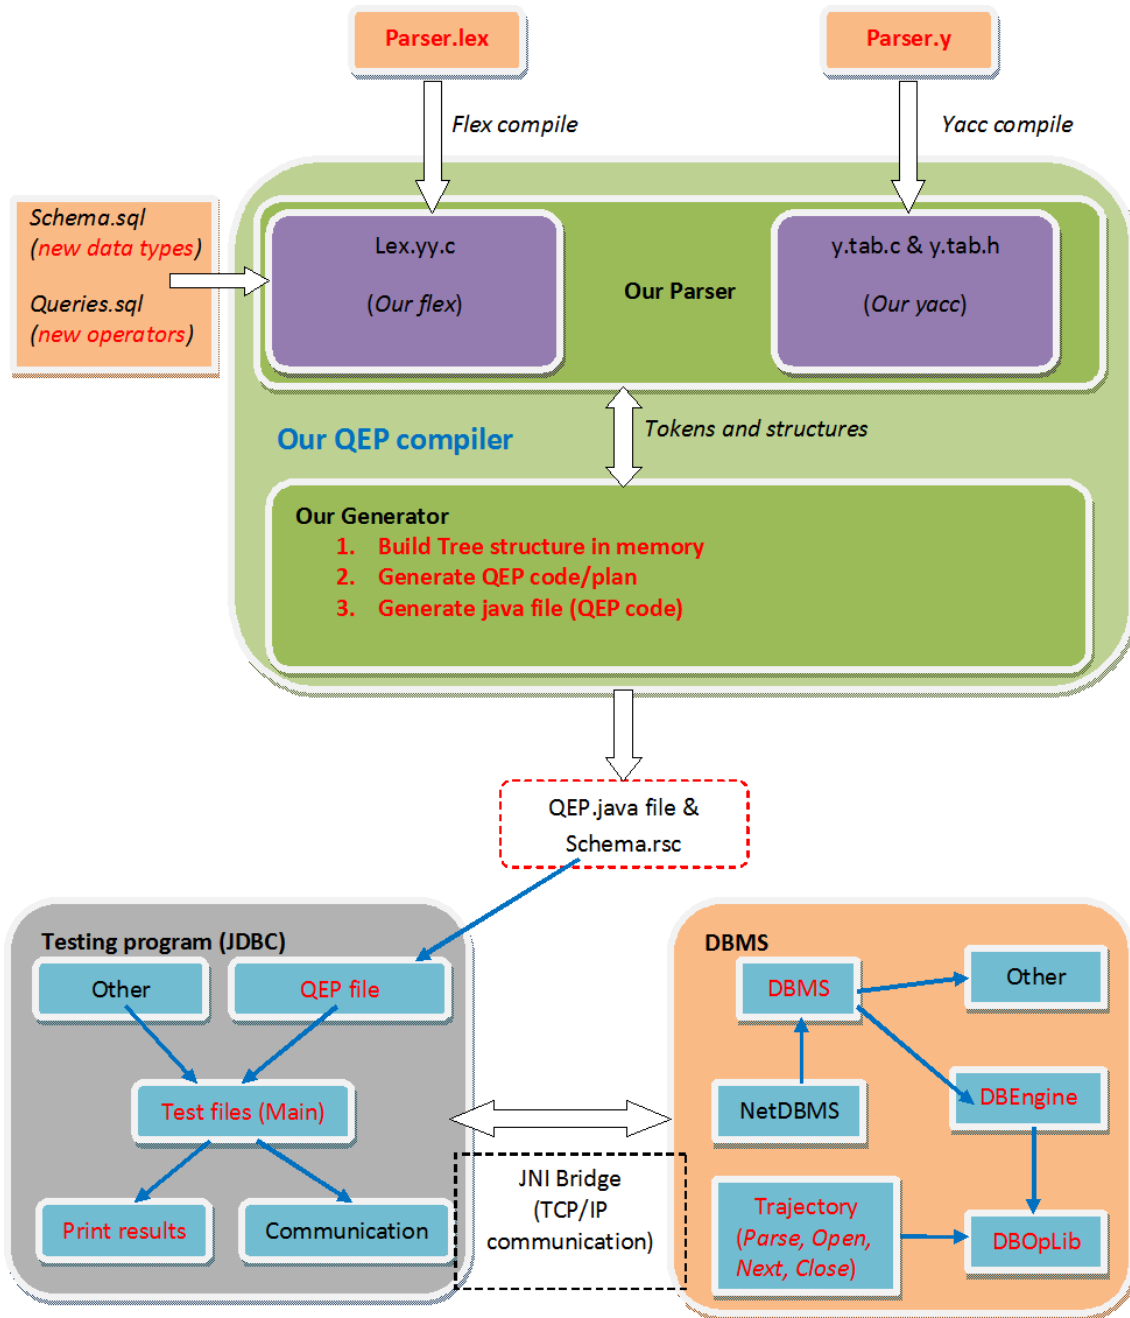 Parser.lex
Parser.y
Flex compile
Yacc compile
Schema.sql
(new data types)
Queries.sql
(new operators)
Lex.yy.c
(Our flex)
Our Parser
y.tab.c & y.tab.h
(Our yacc)
Our QEP compiler
Tokens and structures
Our Generator
1. Build Tree structure in memory
2. Generate QEP code/plan
3. Generate java file (QEP code)
QEP.java file &
Schema.rsc
Testing program (JDBC)
Other
QEP file
Test files (Main)
Print results
Communication
JNI Bridge
(TCP/IP
communication)
DBMS
DBMS
Other
NetDBMS
DBEngine
Trajectory
(Parse, Open,
Next, Close)
DBOpLib